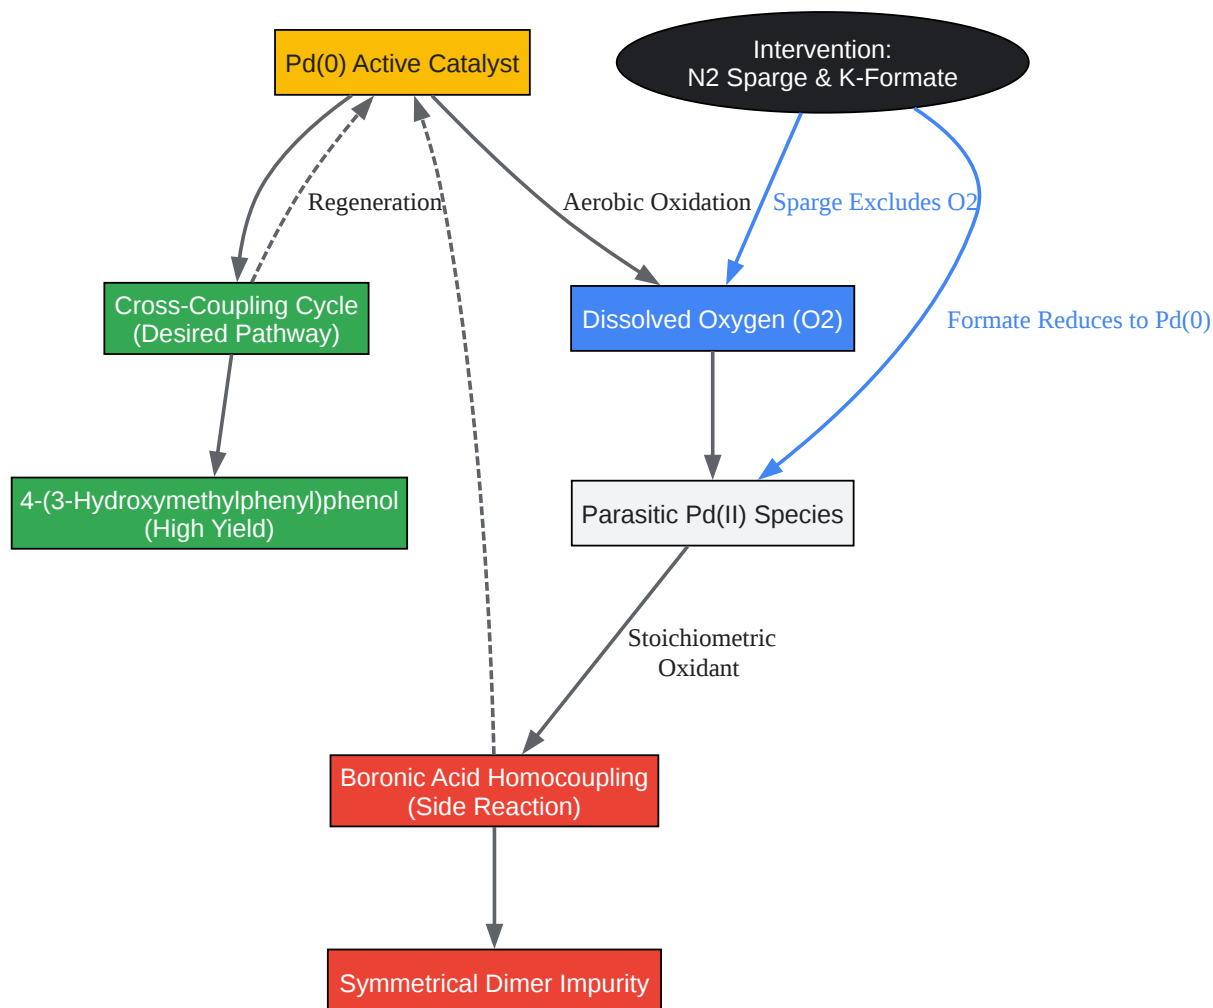 Pd(0) Active Catalyst
Intervention:
N2 Sparge & K-Formate
Regeneration
Aerobic Oxidation
Sparge Excludes O2
Cross-Coupling Cycle
(Desired Pathway)
Dissolved Oxygen (O2)
Formate Reduces to Pd(0)
4-(3-Hydroxymethylphenyl)phenol
(High Yield)
Parasitic Pd(II) Species
Stoichiometric
Oxidant
Boronic Acid Homocoupling
(Side Reaction)
Symmetrical Dimer Impurity